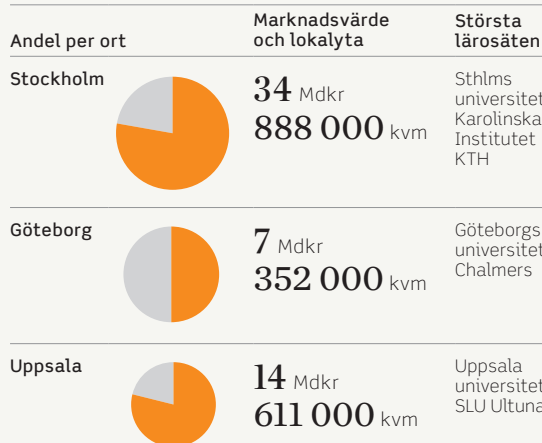 Andel per ort
Marknadsvärde
och lokalyta
Största
lärosäten
Stockholm
34 Mdkr
888 000 kvm
Sthlms
universitet
Karolinska
Institutet
KTH
Göteborg
7 Mdkr
352 000 kvm
Göteborgs
universitet
Chalmers
Uppsala
14 Mdkr
611 000 kvm
Uppsala
universitet
SLU Ultuna